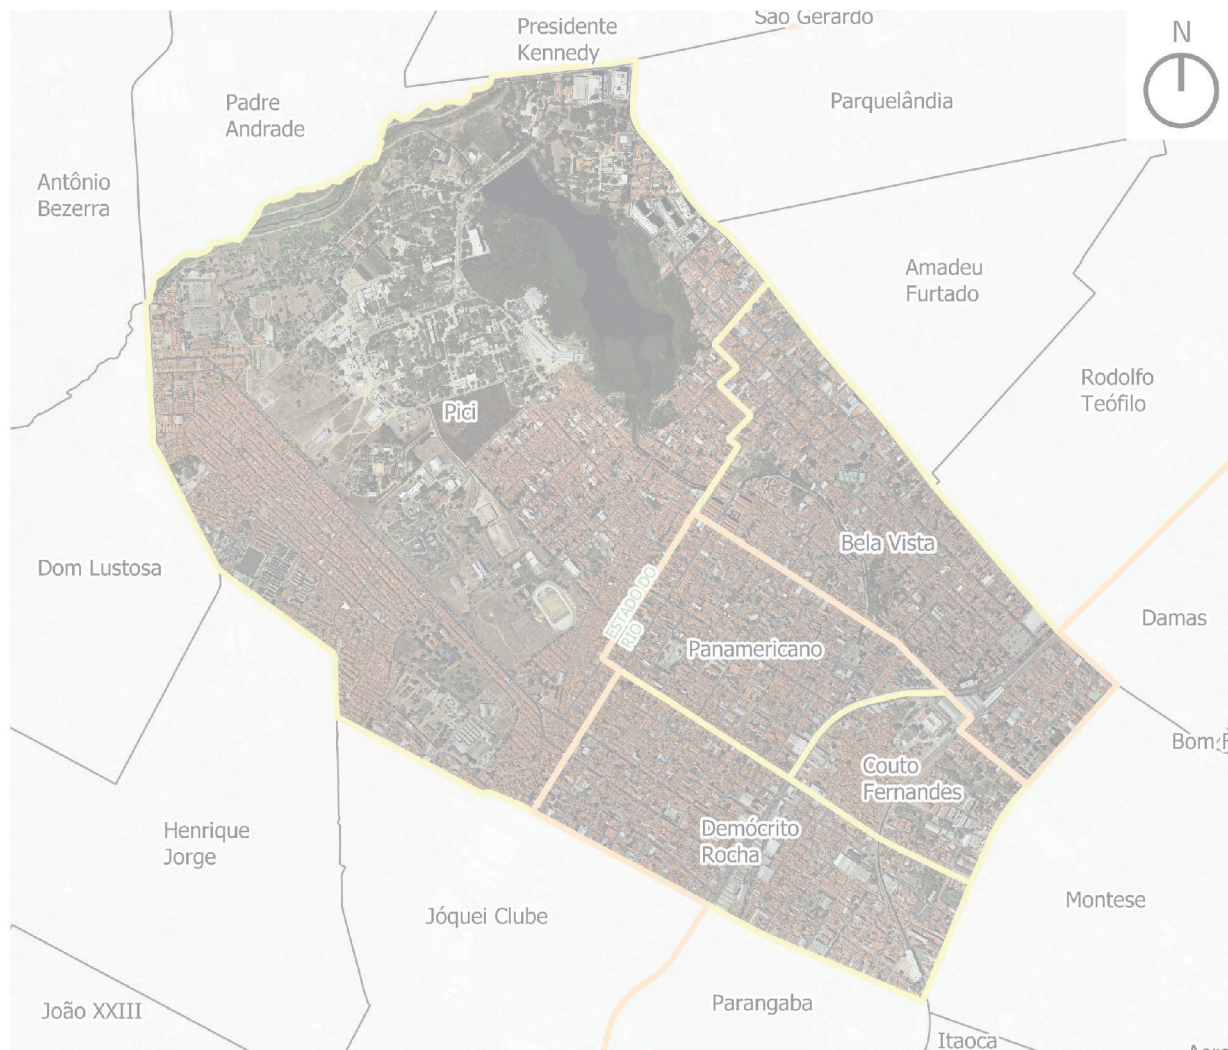 Presidente
Kennedy
São Gerardo
N
Padre
Andrade
Parquelândia
Antônio
Bezerra
Amadeu
Furtado
Rodolfo
Teófilo
Pici
Bela Vista
Dom Lustosa
ESTADO DO
RIO
Damas
Panamericano
Bom F
Couto
Fernandes
Henrique
Jorge
Demócrito
Rocha
Montese
Jóquei Clube
Parangaba
João XXIII
Itaoca